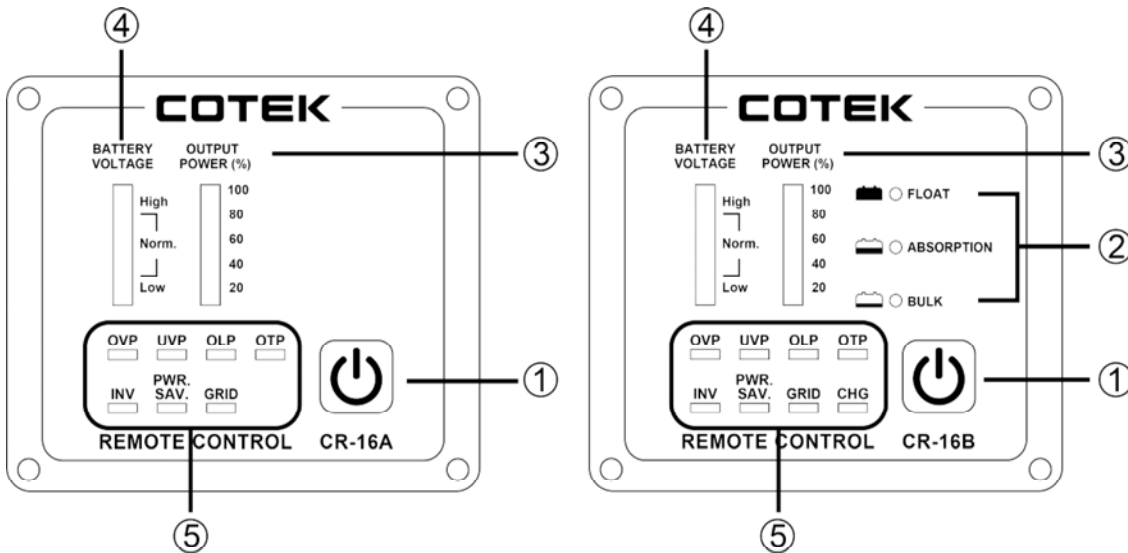 ④
COTEK
BATTERY VOLTAGE
OUTPUT POWER (%)
③
High
Norm.
Low
100
80
60
40
20
OVP UVP OLP OTP
INV PWR. SAV. GRID
①
REMOTE CONTROL CR-16A
⑤
④
COTEK
BATTERY VOLTAGE
OUTPUT POWER (%)
③
High
Norm.
Low
100
80
60
40
20
FLOAT
ABSORPTION
BULK
②
OVP UVP OLP OTP
INV PWR. SAV. GRID CHG
①
REMOTE CONTROL CR-16B
⑤